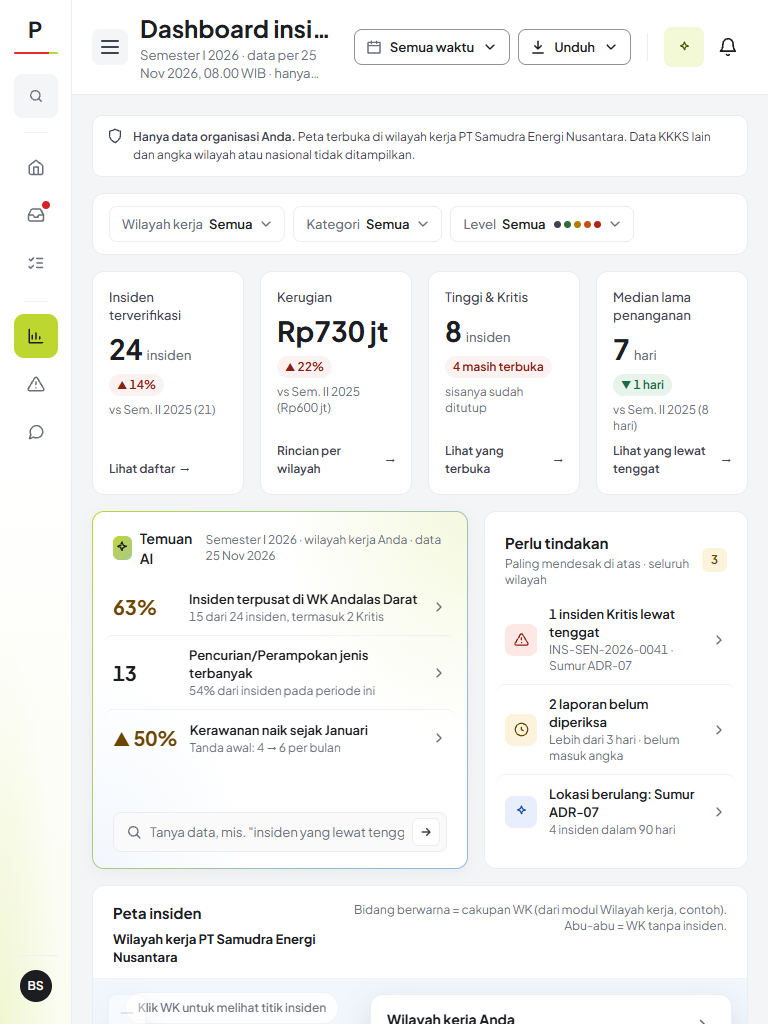 P
Dashboard insi...
Semester I 2026 · data per 25
Nov 2026, 08.00 WIB · hanya...
Semua waktu
Unduh
Hanya data organisasi Anda. Peta terbuka di wilayah kerja PT Samudra Energi Nusantara. Data KKKS lain
dan angka wilayah atau nasional tidak ditampilkan.
Wilayah kerja Semua
Kategori Semua
Level Semua
Insiden
terverifikasi
24 insiden
▲ 14%
vs Sem. II 2025 (21)
Lihat daftar →
Kerugian
Rp730 jt
▲ 22%
vs Sem. II 2025
(Rp600 jt)
Rincian per
wilayah →
Tinggi & Kritis
8 insiden
4 masih terbuka
sisanya sudah
ditutup
Lihat yang
terbuka →
Median lama
penanganan
7 hari
▼ 1 hari
vs Sem. II 2025 (8
hari)
Lihat yang lewat
tenggat →
Temuan
AI
Semester I 2026 · wilayah kerja Anda · data
25 Nov 2026
63%
Insiden terpusat di WK Andalas Darat
15 dari 24 insiden, termasuk 2 Kritis
13
Pencurian/Perampokan jenis
terbanyak
54% dari insiden pada periode ini
▲ 50%
Kerawanan naik sejak Januari
Tanda awal: 4 → 6 per bulan
Tanya data, mis. "insiden yang lewat tengg
Perlu tindakan
Paling mendesak di atas · seluruh
wilayah
3
1 insiden Kritis lewat
tenggat
INS-SEN-2026-0041 ·
Sumur ADR-07
2 laporan belum
diperiksa
Lebih dari 3 hari · belum
masuk angka
Lokasi berulang: Sumur
ADR-07
4 insiden dalam 90 hari
Peta insiden
Wilayah kerja PT Samudra Energi
Nusantara
Bidang berwarna = cakupan WK (dari modul Wilayah kerja, contoh).
Abu-abu = WK tanpa insiden.
Klik WK untuk melihat titik insiden
Wilayah kerja Anda
BS